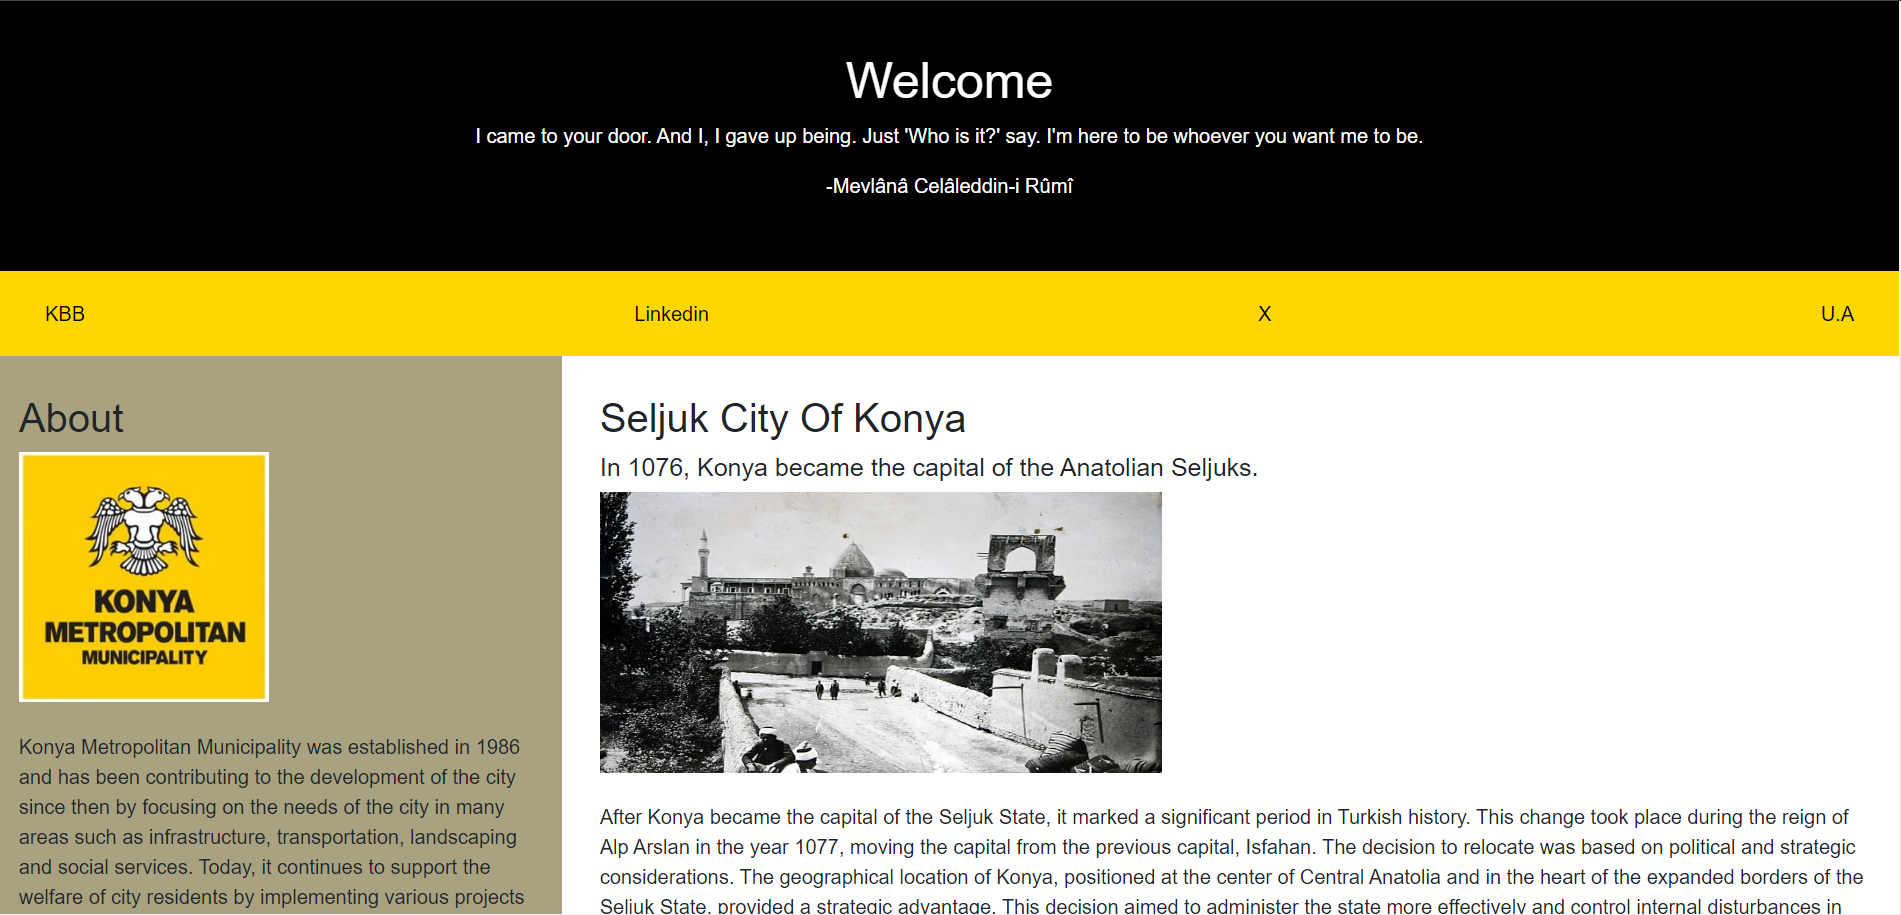 Welcome
I came to your door. And I, I gave up being. Just 'Who is it?' say. I'm here to be whoever you want me to be.
-Mevlânâ Celâleddin-i Rûmî
KBB
Linkedin
X
U.A
About
KONYA
METROPOLITAN
MUNICIPALITY
Konya Metropolitan Municipality was established in 1986
and has been contributing to the development of the city
since then by focusing on the needs of the city in many
areas such as infrastructure, transportation, landscaping
and social services. Today, it continues to support the
welfare of city residents by implementing various projects
Seljuk City Of Konya
In 1076, Konya became the capital of the Anatolian Seljuks.
After Konya became the capital of the Seljuk State, it marked a significant period in Turkish history. This change took place during the reign of
Alp Arslan in the year 1077, moving the capital from the previous capital, Isfahan. The decision to relocate was based on political and strategic
considerations. The geographical location of Konya, positioned at the center of Central Anatolia and in the heart of the expanded borders of the
Seljuk State, provided a strategic advantage. This decision aimed to administer the state more effectively and control internal disturbances in